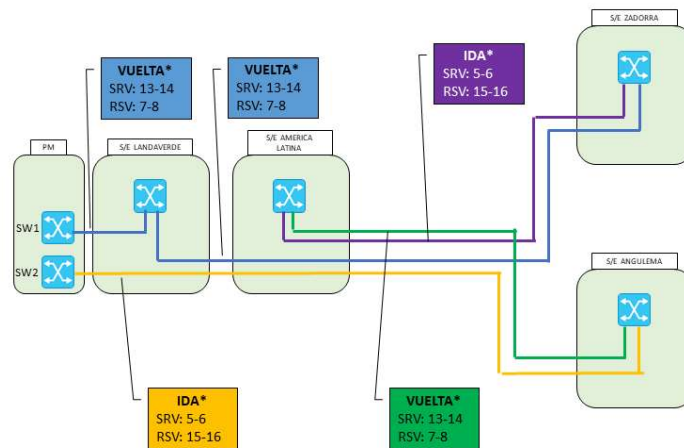 S/E ZADORRA
VUELTA*
SRV: 13-14
RSV: 7-8
VUELTA*
SRV: 13-14
RSV: 7-8
IDA*
SRV: 5-6
RSV: 15-16
PM
S/E LANDAVERDE
S/E AMERICA
LATINA
SW1
SW2
S/E ANGULEMA
IDA*
SRV: 5-6
RSV: 15-16
VUELTA*
SRV: 13-14
RSV: 7-8